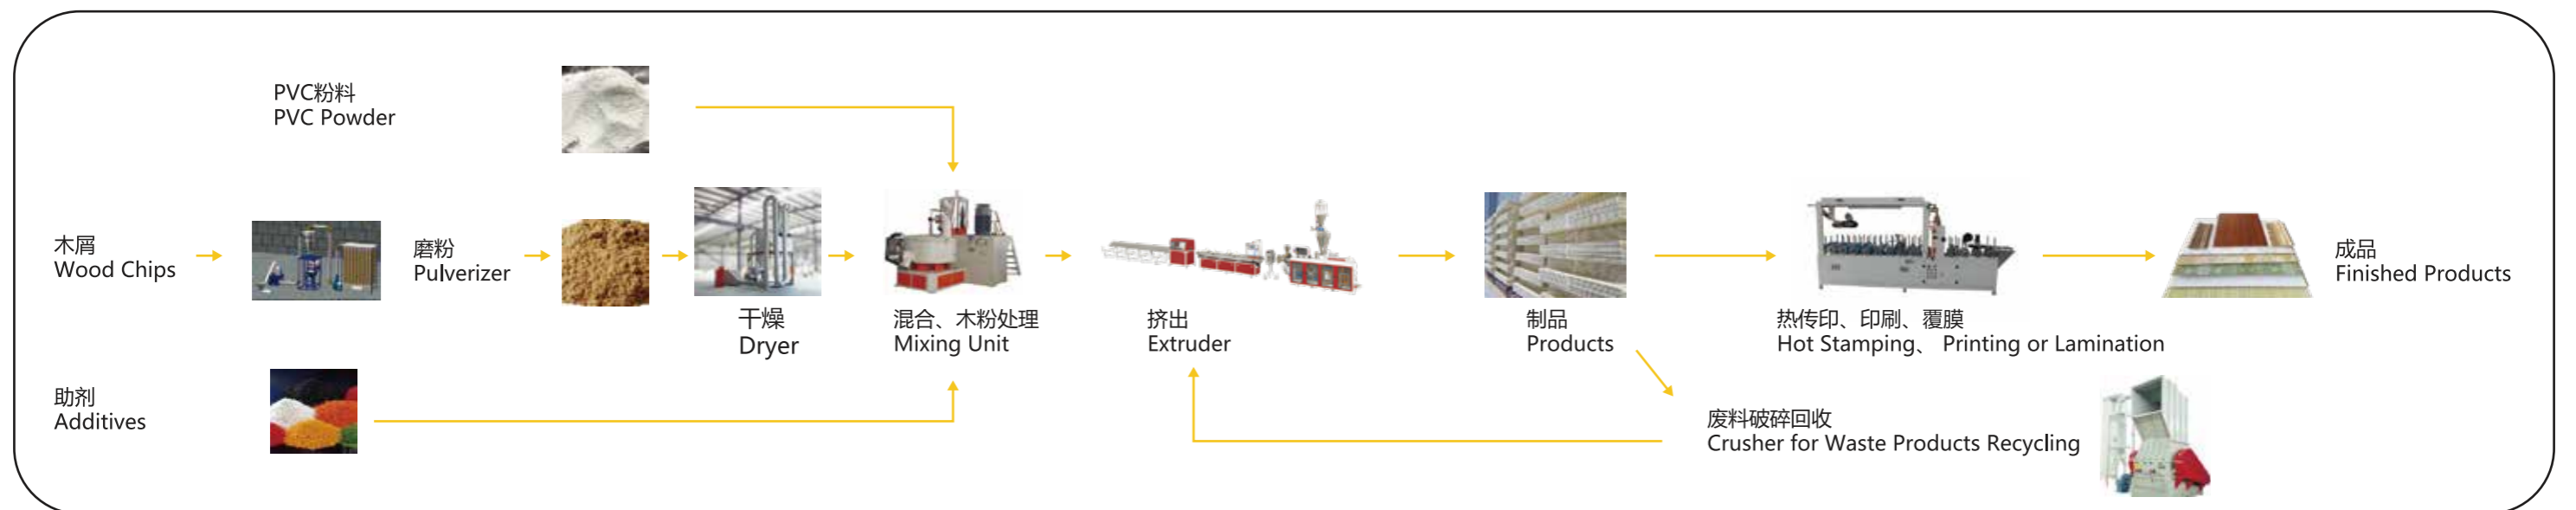 PVC粉料
PVC Powder
木屑
Wood Chips
磨粉
Pulverizer
干燥
Dryer
混合、木粉处理
Mixing Unit
挤出
Extruder
制品
Products
热传印、印刷、覆膜
Hot Stamping、 Printing or Lamination
成品
Finished Products
助剂
Additives
废料破碎回收
Crusher for Waste Products Recycling